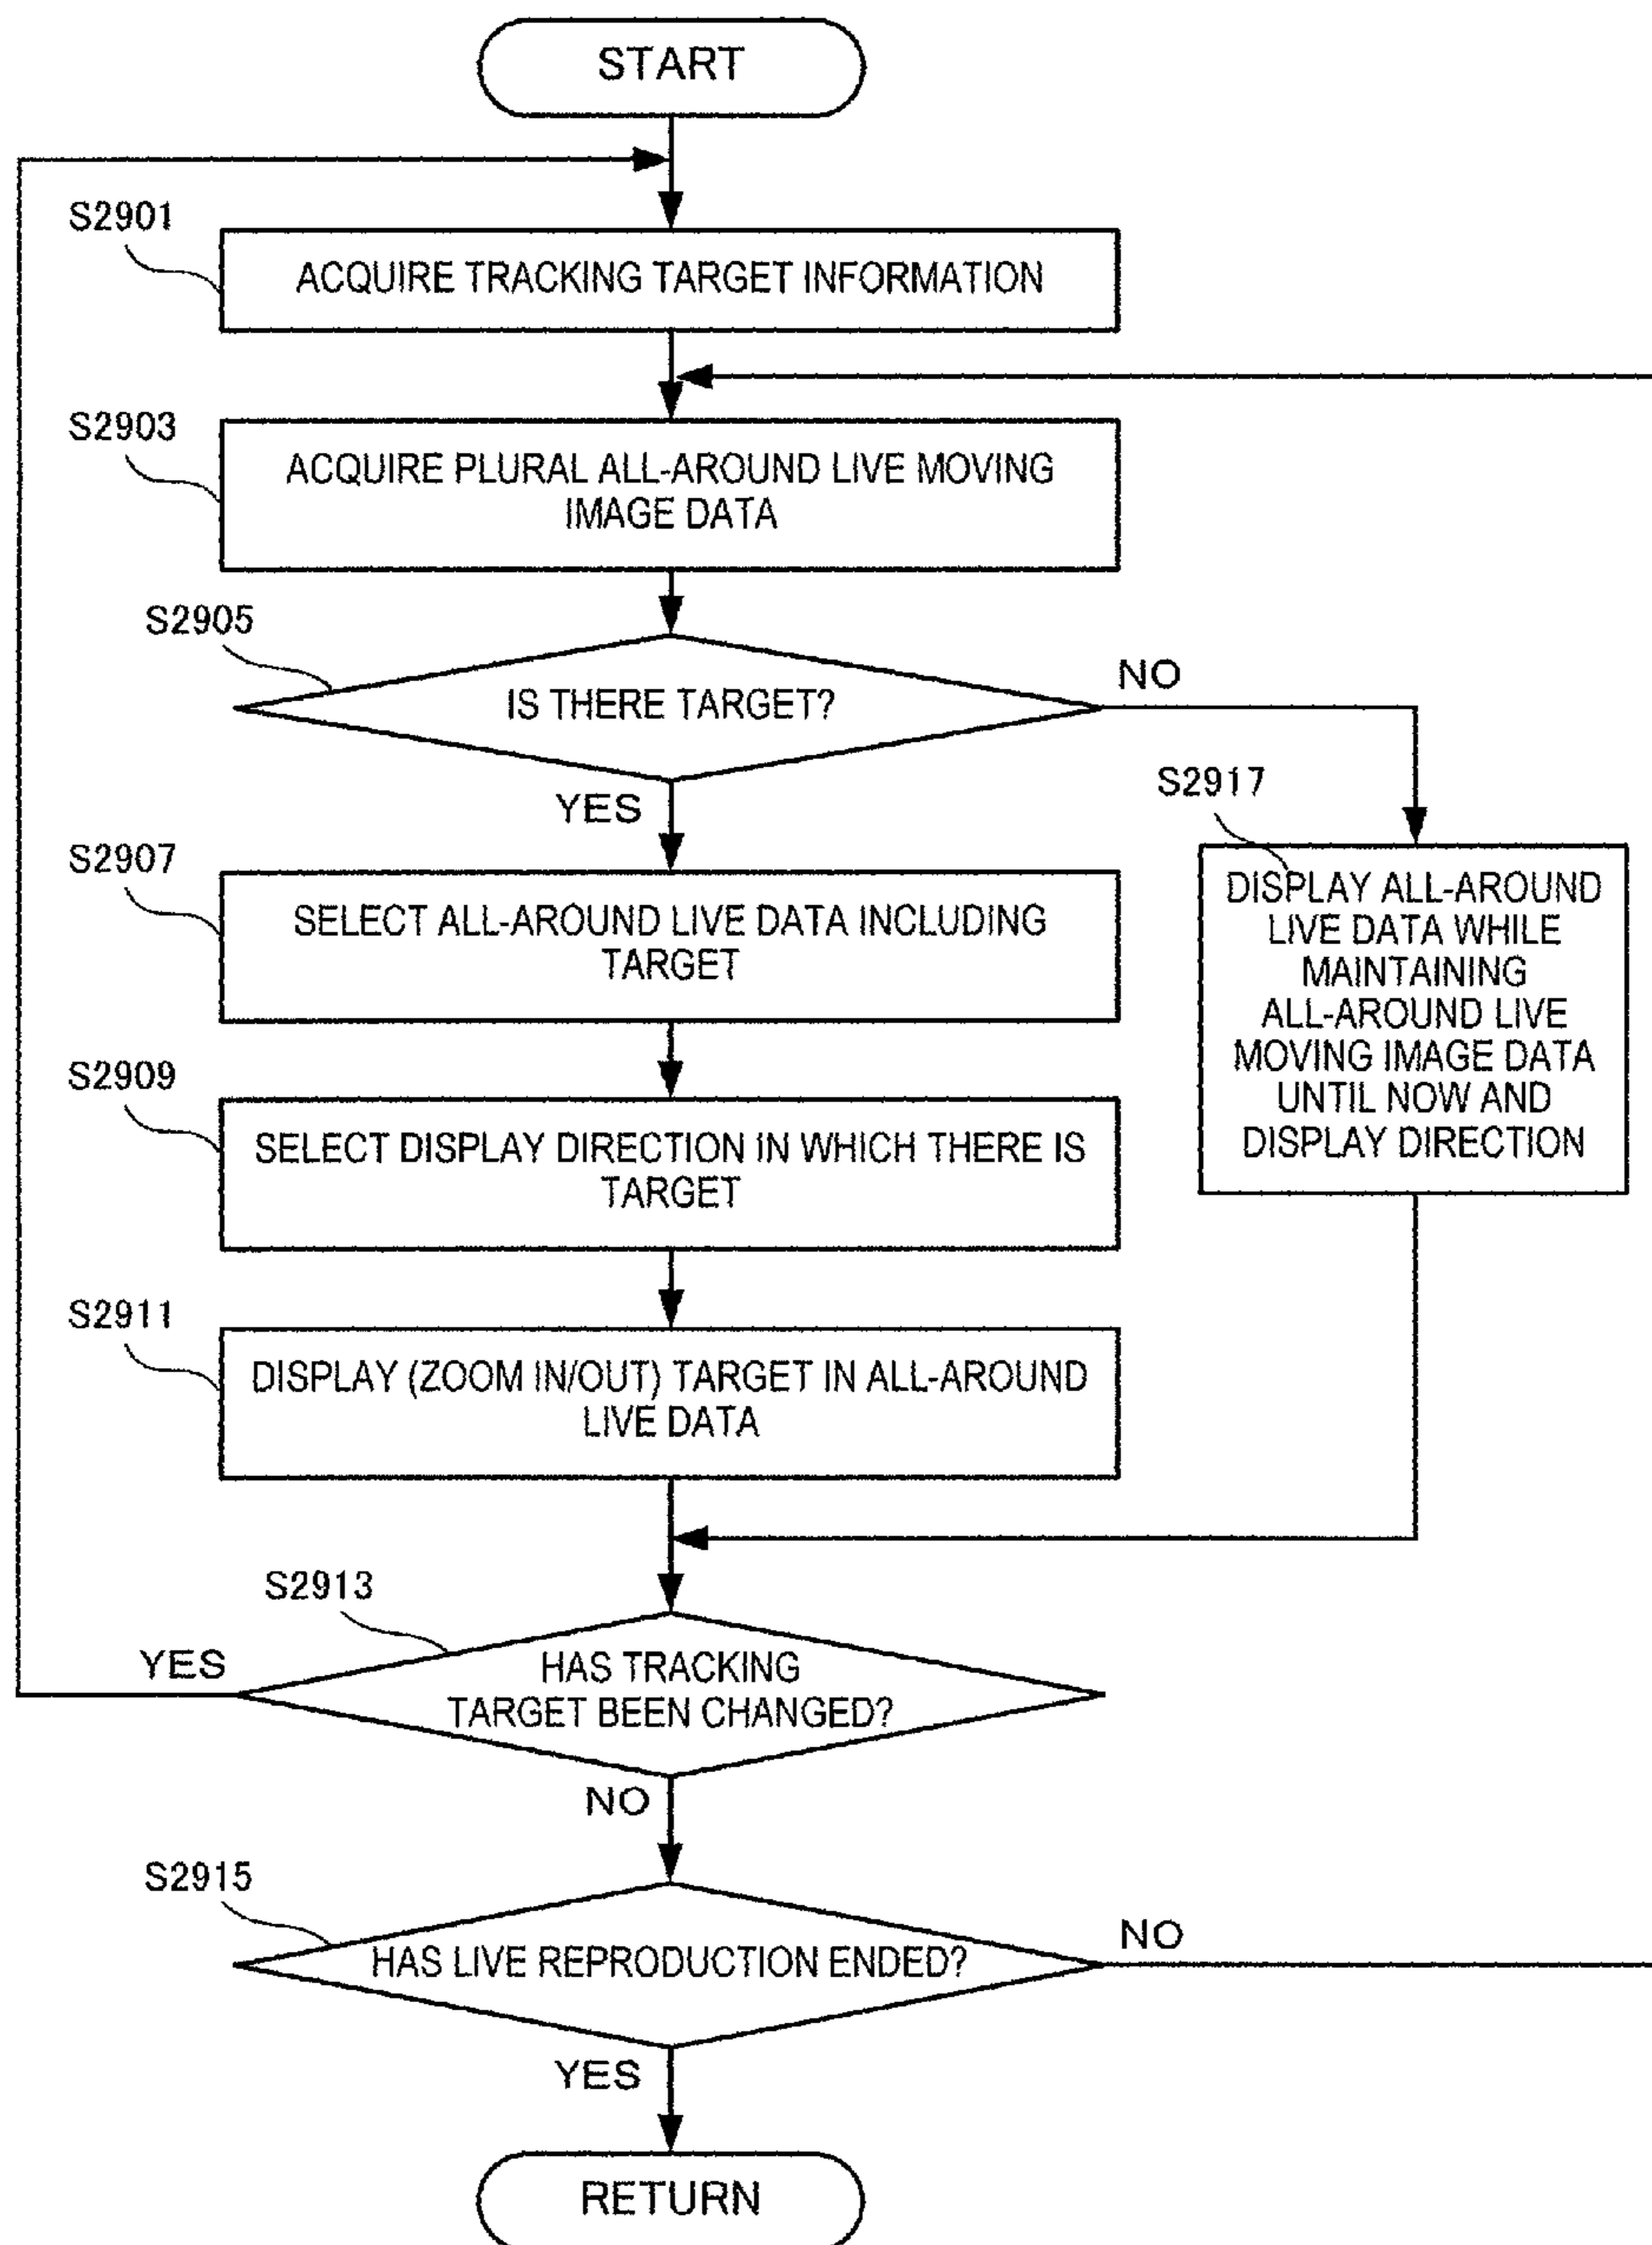 START
S2901
ACQUIRE TRACKING TARGET INFORMATION
S2903
ACQUIRE PLURAL ALL-AROUND LIVE MOVING
IMAGE DATA
S2905
IS THERE TARGET?
NO
YES
S2917
DISPLAY ALL-AROUND
LIVE DATA WHILE
MAINTAINING
ALL-AROUND LIVE
MOVING IMAGE DATA
UNTIL NOW AND
DISPLAY DIRECTION
S2907
SELECT ALL-AROUND LIVE DATA INCLUDING
TARGET
S2909
SELECT DISPLAY DIRECTION IN WHICH THERE IS
TARGET
S2911
DISPLAY (ZOOM IN/OUT) TARGET IN ALL-AROUND
LIVE DATA
S2913
HAS TRACKING
TARGET BEEN CHANGED?
YES
NO
S2915
HAS LIVE REPRODUCTION ENDED?
NO
YES
RETURN